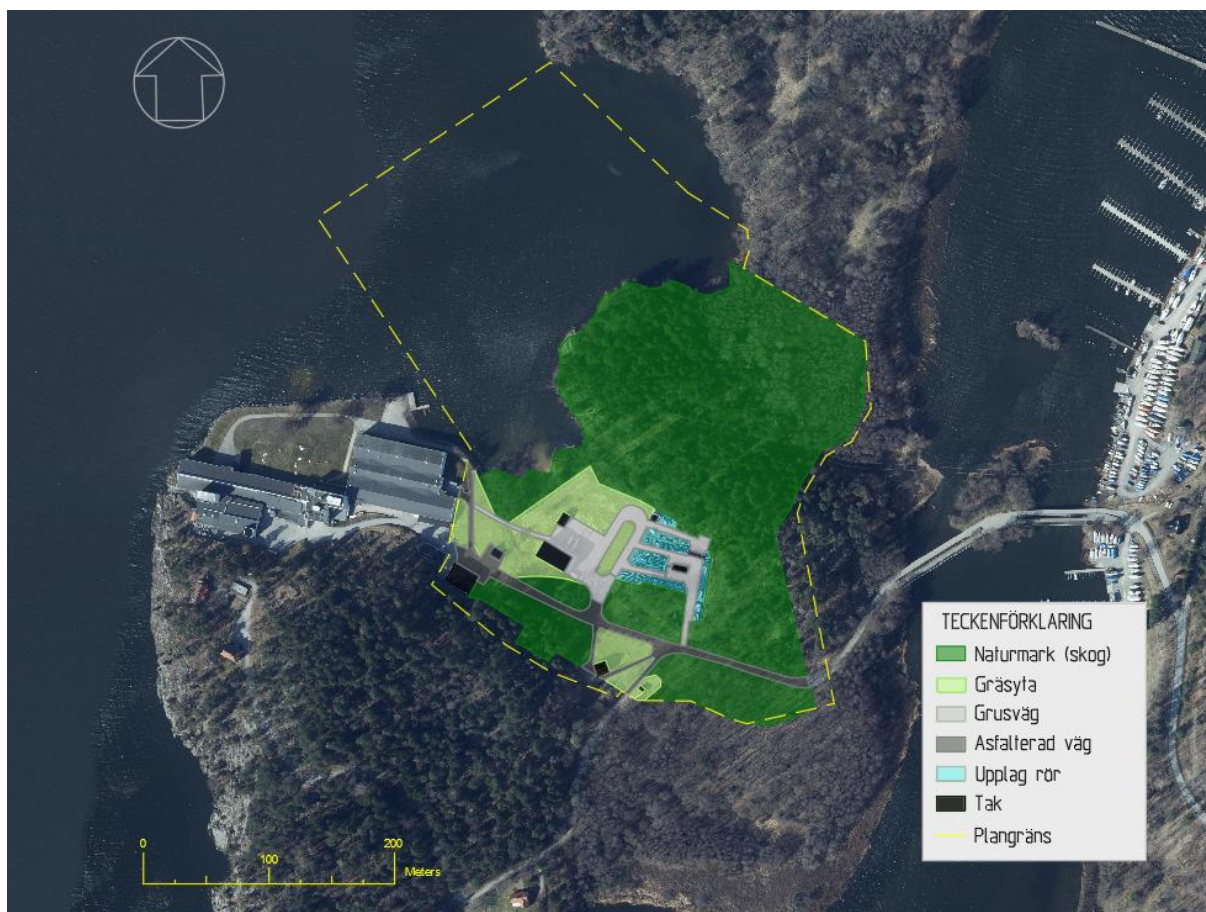 TECKENFÖRKLARING
Naturmark (skog)
Gräsyta
Grusväg
Asfalterad väg
Upplag rör
Tak
Plangräns
0
100
200
Meters